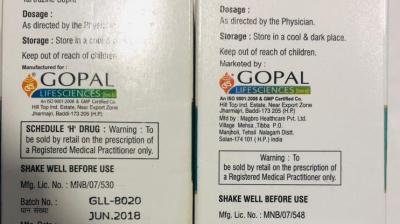 Dosage :
As directed by the Physician.
Storage : Store in a cool & dark place.
Keep out of reach of children.
Manufactured for :
GOPAL
LIFESCIENCES
An ISO 9001:2008 & GMP Certified Co.
Hill Top Ind. Estate, Near Export Zone
Jharmajri, Baddi-173 205 (H.P)
SCHEDULE 'H' DRUG : Warning : To
be sold by retail on the prescription of
a Registered Medical Practitioner only.
SHAKE WELL BEFORE USE
Mfg. Lic. No. : MNB/07/530
Batch No. : GLL-8020
JUN.2018
Dosage :
As directed by the Physician.
Storage : Store in a cool & dark place.
Keep out of reach of children.
Marketed by :
GOPAL
LIFESCIENCES
An ISO 9001:2008 & GMP Certified Co.
Hill Top Ind. Estate, Near Export Zone
Jharmajri, Baddi-173 205 (H.P)
Mfd by : Magbro Healthcare Pvt. Ltd.
Village Mehsa ,Tibba P.O.
Manjholi, Tehsil Nalagarh Distt.
Solan-174 101 ( H.P.) india
Warning : To
be sold by retail on the prescription of
a Registered Medical Practitioner only.
SHAKE WELL BEFORE USE
Mfg. Lic. No. : MNB/07/548